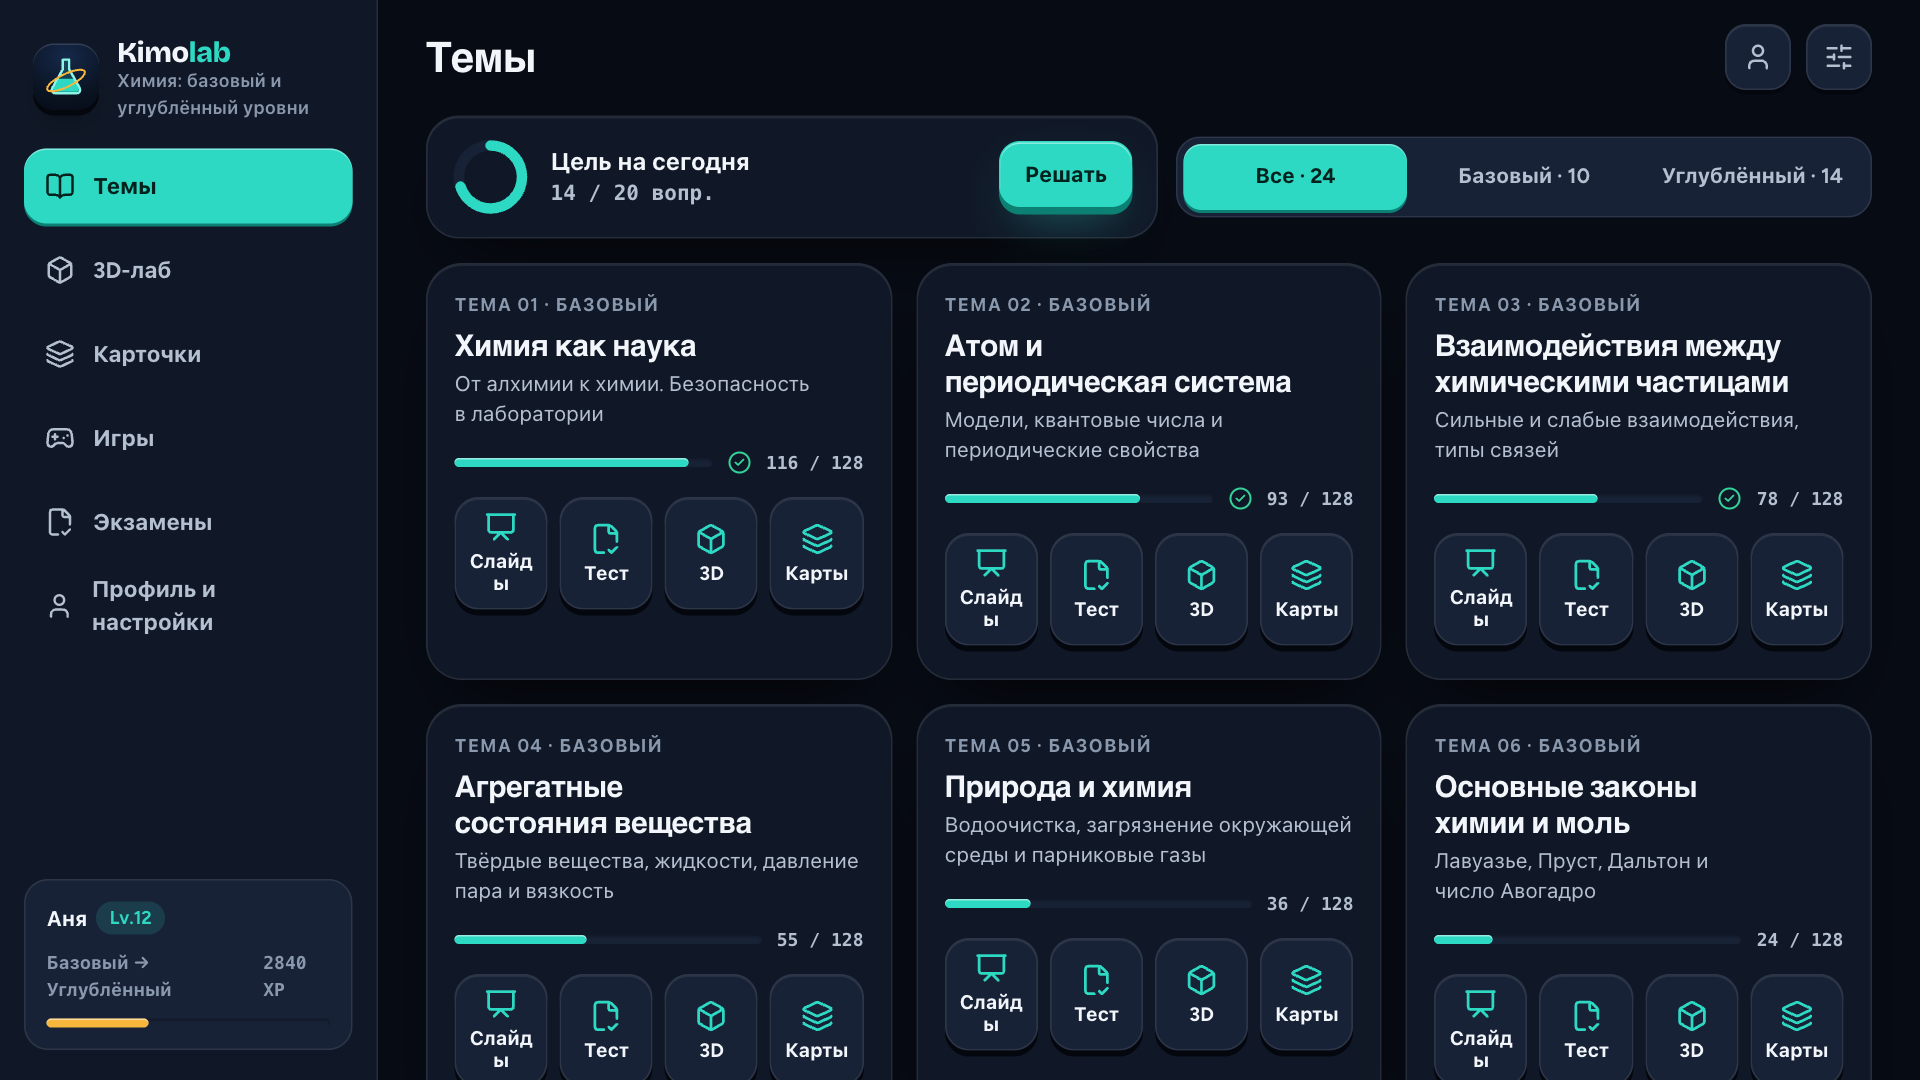 Kimolab
Химия: базовый и
углублённый уровни
Темы
3D-лаб
Карточки
Игры
Экзамены
Профиль и
настройки
Аня Lv.12
Базовый →
Углублённый
2840
XP
Темы
Цель на сегодня
14 / 20 вопр.
Решать
Все · 24
Базовый · 10
Углублённый · 14
ТЕМА 01 · БАЗОВЫЙ
Химия как наука
От алхимии к химии. Безопасность
в лаборатории
116 / 128
Слайд
ы
Тест
3D
Карты
ТЕМА 02 · БАЗОВЫЙ
Атом и
периодическая система
Модели, квантовые числа и
периодические свойства
93 / 128
Слайд
ы
Тест
3D
Карты
ТЕМА 03 · БАЗОВЫЙ
Взаимодействия между
химическими частицами
Сильные и слабые взаимодействия,
типы связей
78 / 128
Слайд
ы
Тест
3D
Карты
ТЕМА 04 · БАЗОВЫЙ
Агрегатные
состояния вещества
Твёрдые вещества, жидкости, давление
пара и вязкость
55 / 128
Слайд
ы
Тест
3D
Карты
ТЕМА 05 · БАЗОВЫЙ
Природа и химия
Водоочистка, загрязнение окружающей
среды и парниковые газы
36 / 128
Слайд
ы
Тест
3D
Карты
ТЕМА 06 · БАЗОВЫЙ
Основные законы
химии и моль
Лавуазье, Пруст, Дальтон и
число Авогадро
24 / 128
Слайд
ы
Тест
3D
Карты